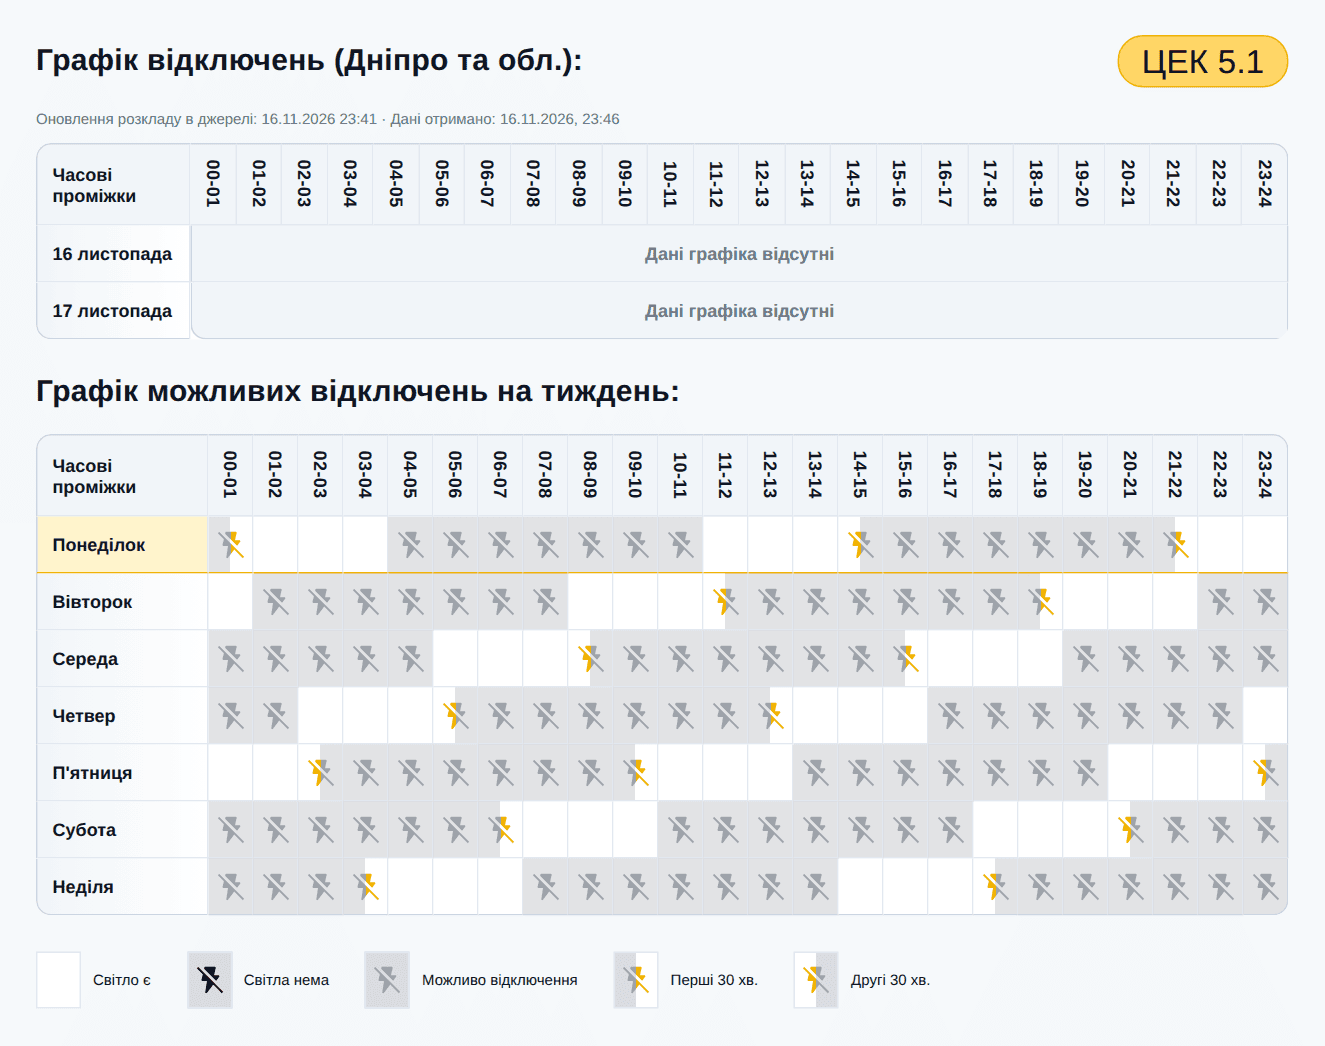 Графік відключень (Дніпро та обл.):
ЦЕК 5.1
Оновлення розкладу в джерелі: 16.11.2026 23:41 · Дані отримано: 16.11.2026, 23:46
Часові проміжки 00-01 01-02 02-03 03-04 04-05 05-06 06-07 07-08 08-09 09-10 10-11 11-12 12-13 13-14 14-15 15-16 16-17 17-18 18-19 19-20 20-21 21-22 22-23 23-24
16 листопада Дані графіка відсутні
17 листопада Дані графіка відсутні
Графік можливих відключень на тиждень:
Часові проміжки 00-01 01-02 02-03 03-04 04-05 05-06 06-07 07-08 08-09 09-10 10-11 11-12 12-13 13-14 14-15 15-16 16-17 17-18 18-19 19-20 20-21 21-22 22-23 23-24
Понеділок
Вівторок
Середа
Четвер
П'ятниця
Субота
Неділя
Світло є Світла нема Можливо відключення Перші 30 хв. Другі 30 хв.